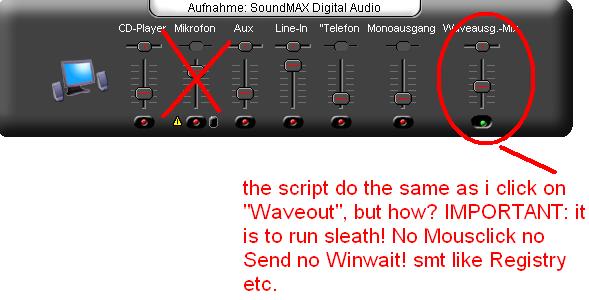 Aufnahme: SoundMAX Digital Audio
CD-Player Mikrofon Aux Line-In "Telefon Monoausgang Waveausg.-Mix
the script do the same as i click on
"Waveout", but how? IMPORTANT: it
is to run sleath! No Mousclick no
Send no Winwait! smt like Registry
etc.